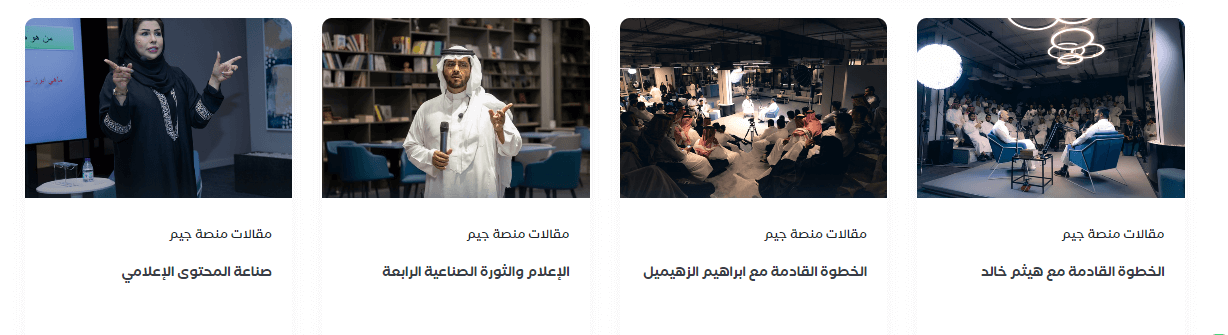 مقالات منصة جيم
الخطوة القادمة مع هيثم خالد
مقالات منصة جيم
الخطوة القادمة مع ابراهيم الزهيميل
مقالات منصة جيم
الإعلام والثورة الصناعية الرابعة
من هو
ماهي
مقالات منصة جيم
صناعة المحتوى الإعلامي